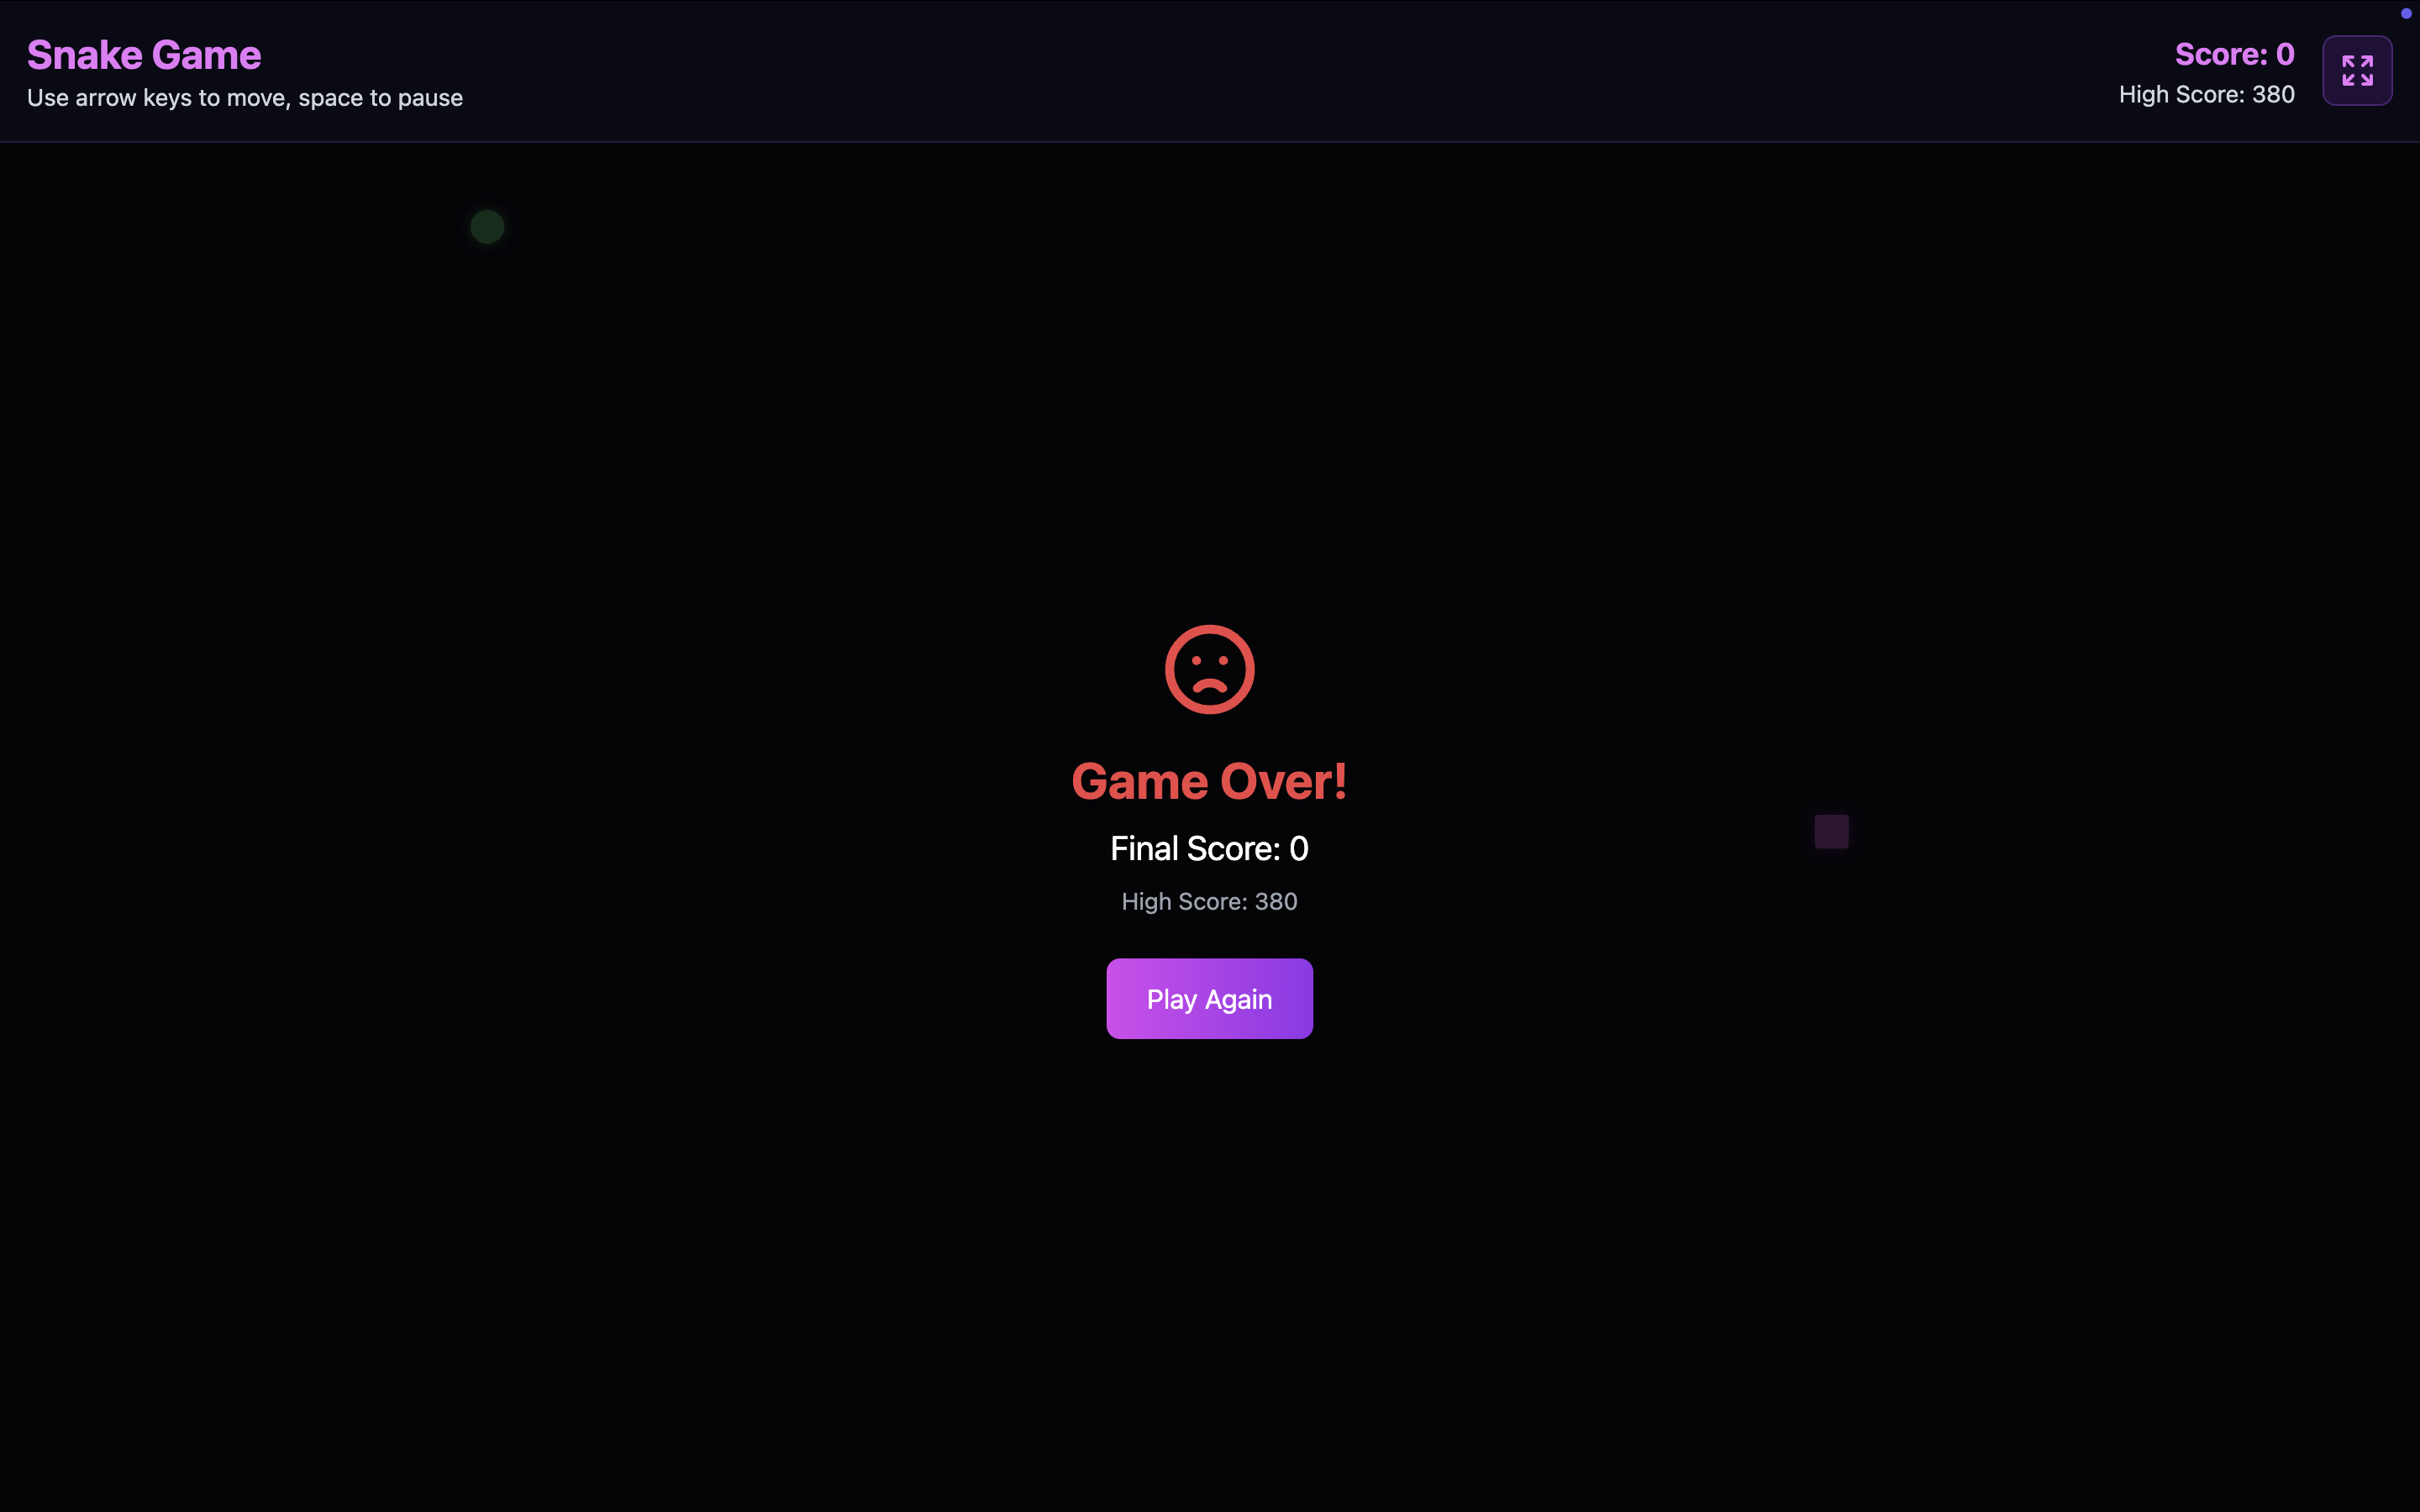 Snake Game
Use arrow keys to move, space to pause
Score: 0
High Score: 380
Game Over!
Final Score: 0
High Score: 380
Play Again